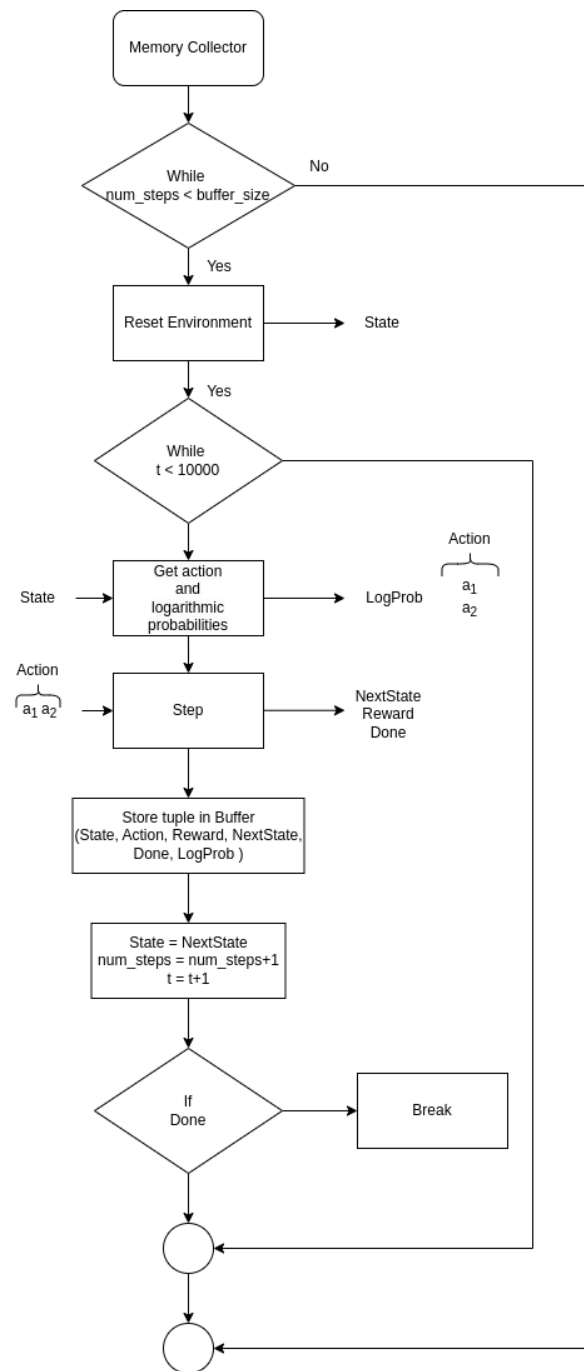 Memory Collector
While
num_steps < buffer_size
No
Yes
Reset Environment
State
Yes
While
t < 10000
Action
a1
a2
State
Get action
and
logarithmic
probabilities
LogProb
Action
a1 a2
Step
NextState
Reward
Done
Store tuple in Buffer
(State, Action, Reward, NextState,
Done, LogProb )
State = NextState
num_steps = num_steps+1
t = t+1
If
Done
Break